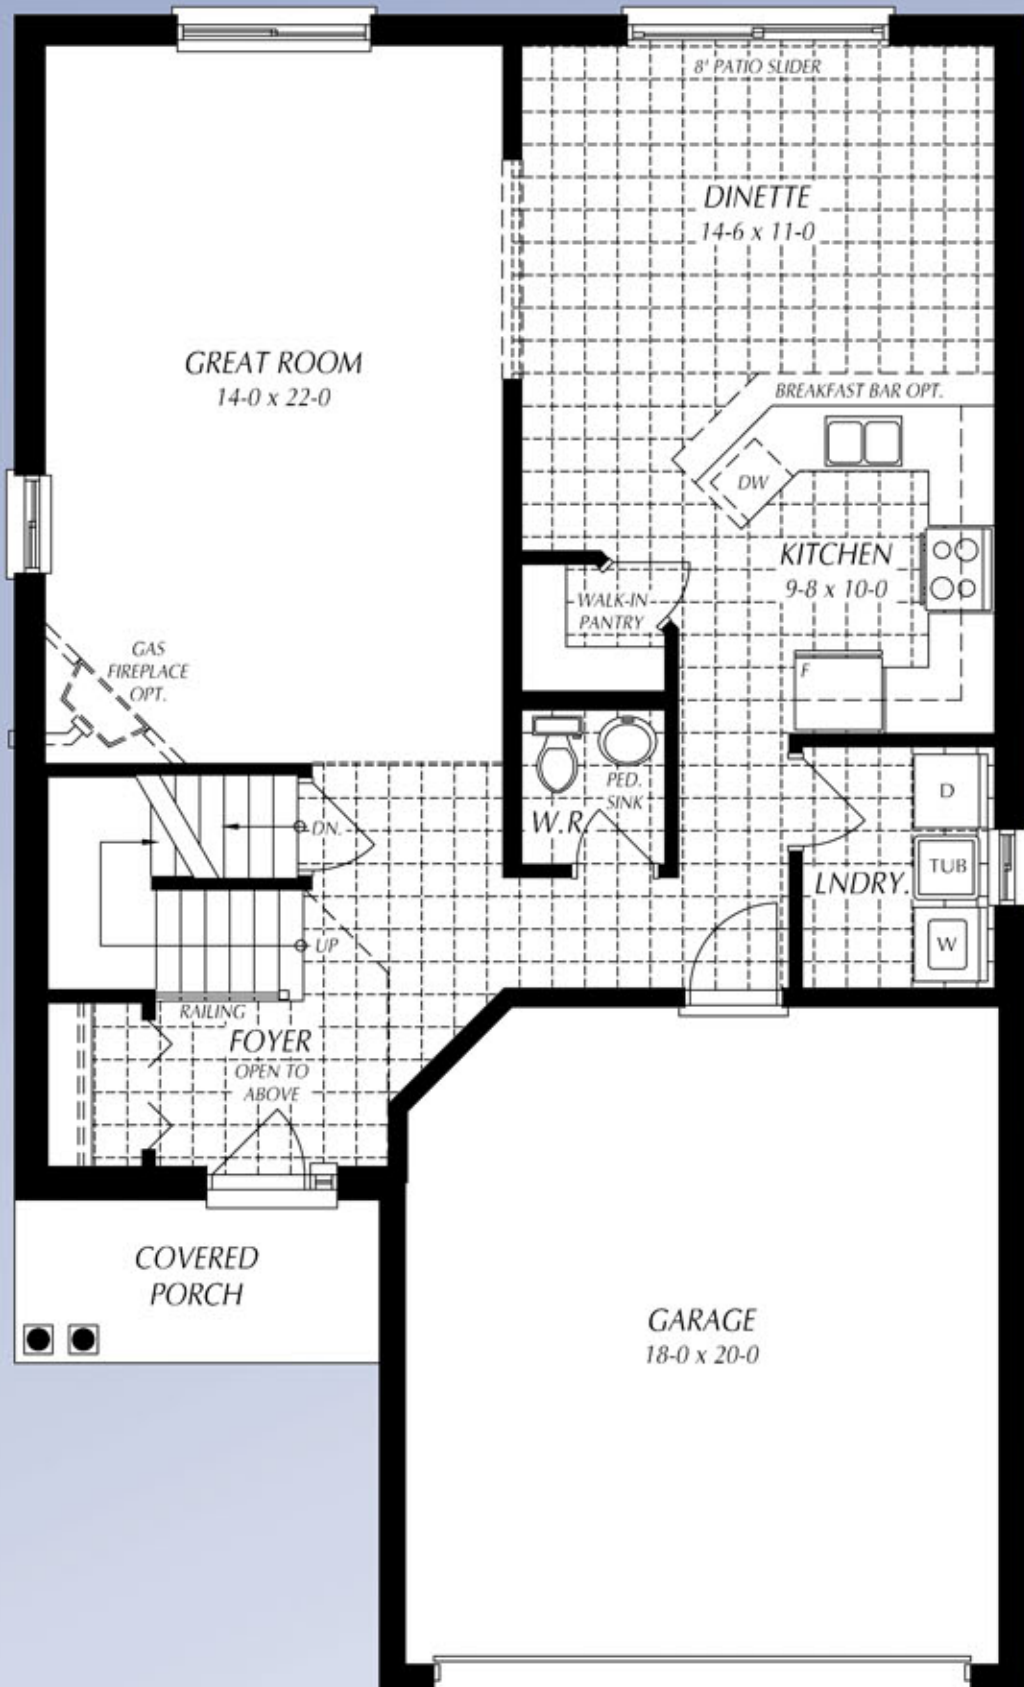 8' PATIO SLIDER
DINETTE
14-6 x 11-0
GREAT ROOM
14-0 x 22-0
BREAKFAST BAR OPT.
DW
KITCHEN
9-8 x 10-0
WALK-IN
PANTRY
GAS
FIREPLACE
OPT.
F
PED.
SINK
W.R.
D
DN.
TUB
LNDRY.
W
UP
RAILING
FOYER
OPEN TO
ABOVE
COVERED
PORCH
GARAGE
18-0 x 20-0